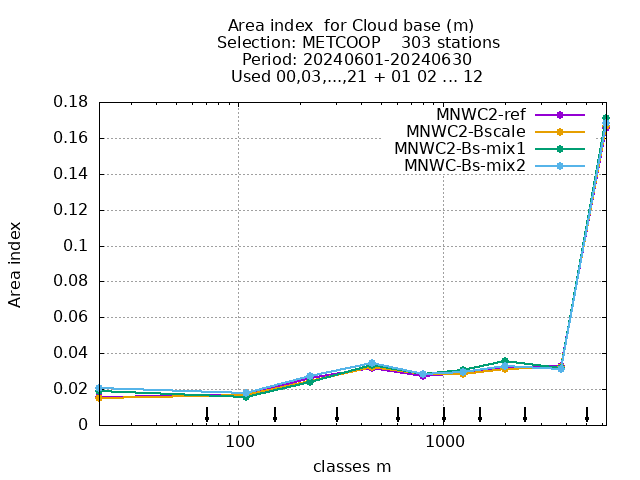 Area index  for Cloud base (m)
Selection: METCOOP    303 stations
Period: 20240601-20240630
Used 00,03,...,21 + 01 02 ... 12
MNWC2-ref
MNWC2-Bscale
MNWC2-Bs-mix1
MNWC-Bs-mix2
Area index
0.18
0.16
0.14
0.12
0.1
0.08
0.06
0.04
0.02
0
100
1000
classes m